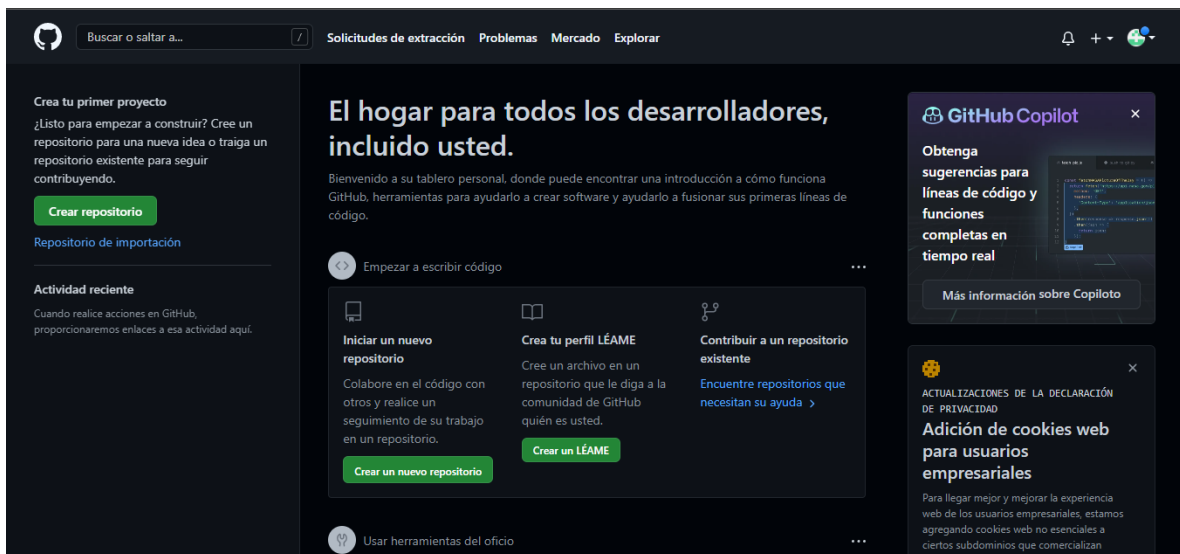 Buscar o saltar a...
/
Solicitudes de extracción Problemas Mercado Explorar
Crea tu primer proyecto
¿Listo para empezar a construir? Cree un
repositorio para una nueva idea o traiga un
repositorio existente para seguir
contribuyendo.
Crear repositorio
Repositorio de importación
Actividad reciente
Cuando realice acciones en GitHub,
proporcionaremos enlaces a esa actividad aquí.
El hogar para todos los desarrolladores,
incluido usted.
Bienvenido a su tablero personal, donde puede encontrar una introducción a cómo funciona
GitHub, herramientas para ayudarlo a crear software y ayudarlo a fusionar sus primeras líneas de
código.
Empezar a escribir código
Iniciar un nuevo
repositorio
Colabore en el código con
otros y realice un
seguimiento de su trabajo
en un repositorio.
Crear un nuevo repositorio
Crea tu perfil LÉAME
Cree un archivo en un
repositorio que le diga a la
comunidad de GitHub
quién es usted.
Crear un LÉAME
Contribuir a un repositorio
existente
Encuentre repositorios que
necesitan su ayuda
Usar herramientas del oficio
GitHub Copilot
Obtenga
sugerencias para
líneas de código y
funciones
completas en
tiempo real
Más información sobre Copiloto
ACTUALIZACIONES DE LA DECLARACIÓN
DE PRIVACIDAD
Adición de cookies web
para usuarios
empresariales
Para llegar mejor y mejorar la experiencia
web de los usuarios empresariales, estamos
agregando cookies web no esenciales a
ciertos subdominios que comercializan